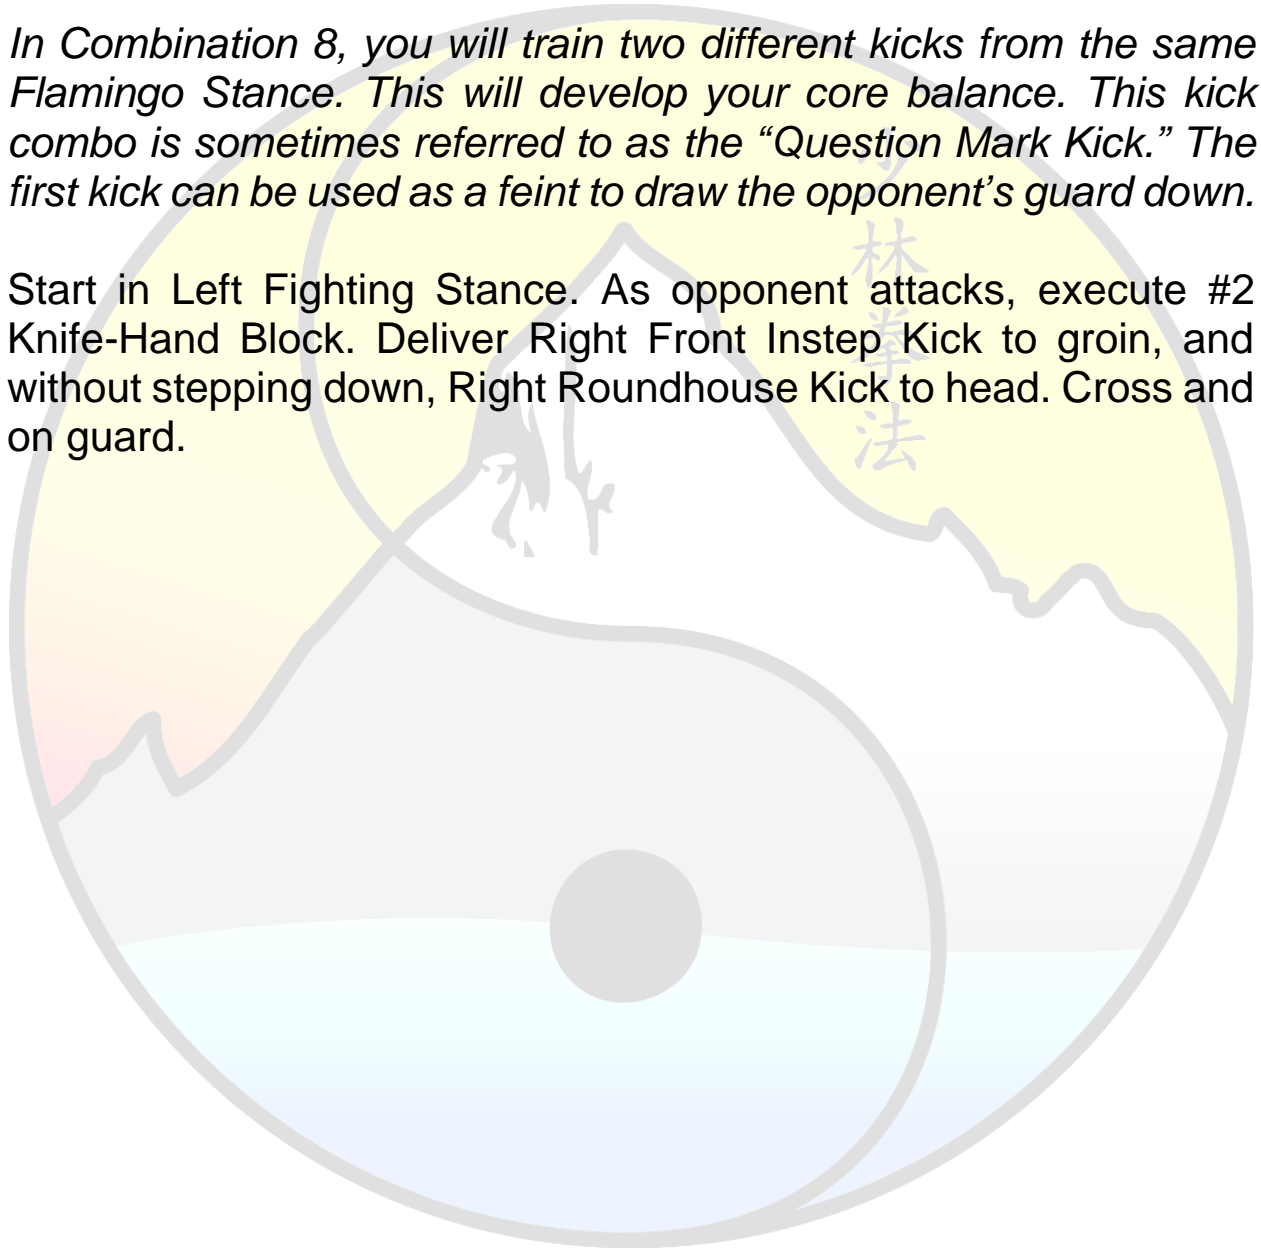 In Combination 8, you will train two different kicks from the same
Flamingo Stance. This will develop your core balance. This kick
combo is sometimes referred to as the “Question Mark Kick.” The
first kick can be used as a feint to draw the opponent’s guard down.
Start in Left Fighting Stance. As opponent attacks, execute #2
Knife-Hand Block. Deliver Right Front Instep Kick to groin, and
without stepping down, Right Roundhouse Kick to head. Cross and
on guard.
少林拳法